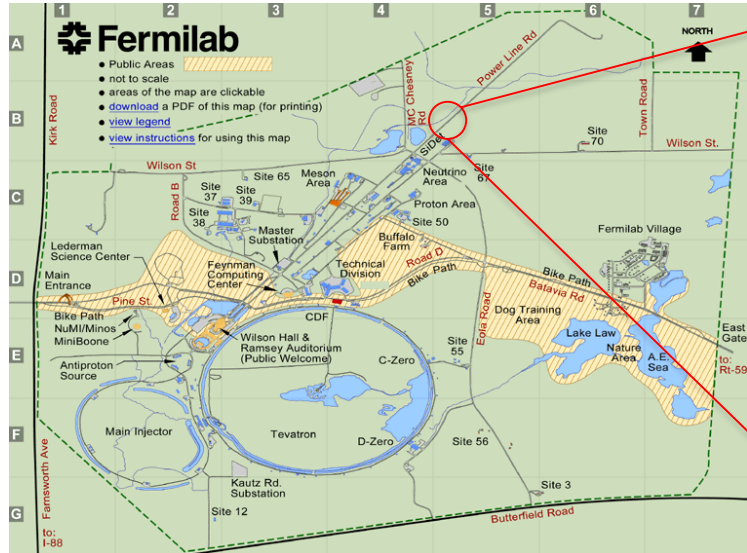 1 2 3 4 5 6 7
A
B
C
D
E
F
G
Fermilab
Public Areas
not to scale
areas of the map are clickable
download a PDF of this map (for printing)
view legend
view instructions for using this map
NORTH
Kirk Road
MC Chesney Rd
Power Line Rd
Town Road
Site 70
Wilson St.
Wilson St
SiDet
Site 65
Meson Area
Neutrino Area
Site 67
Road B
Site 37
Site 39
Site 38
Proton Area
Site 50
Master Substation
Buffalo Farm
Fermilab Village
Lederman Science Center
Feynman Computing Center
Technical Division
Road D
Bike Path
Main Entrance
Pine St.
Bike Path
Batavia Rd
Bike Path
NuMI/Minos
MiniBoone
CDF
Eola Road
Dog Training Area
East Gate
Wilson Hall &
Ramsey Auditorium
(Public Welcome)
Lake Law
Nature Area
A.E. Sea
to: Rt-59
Antiproton Source
C-Zero
Site 55
Main Injector
Tevatron
D-Zero
Site 56
Farnsworth Ave
Kautz Rd. Substation
Site 3
Site 12
Butterfield Road
to: I-88